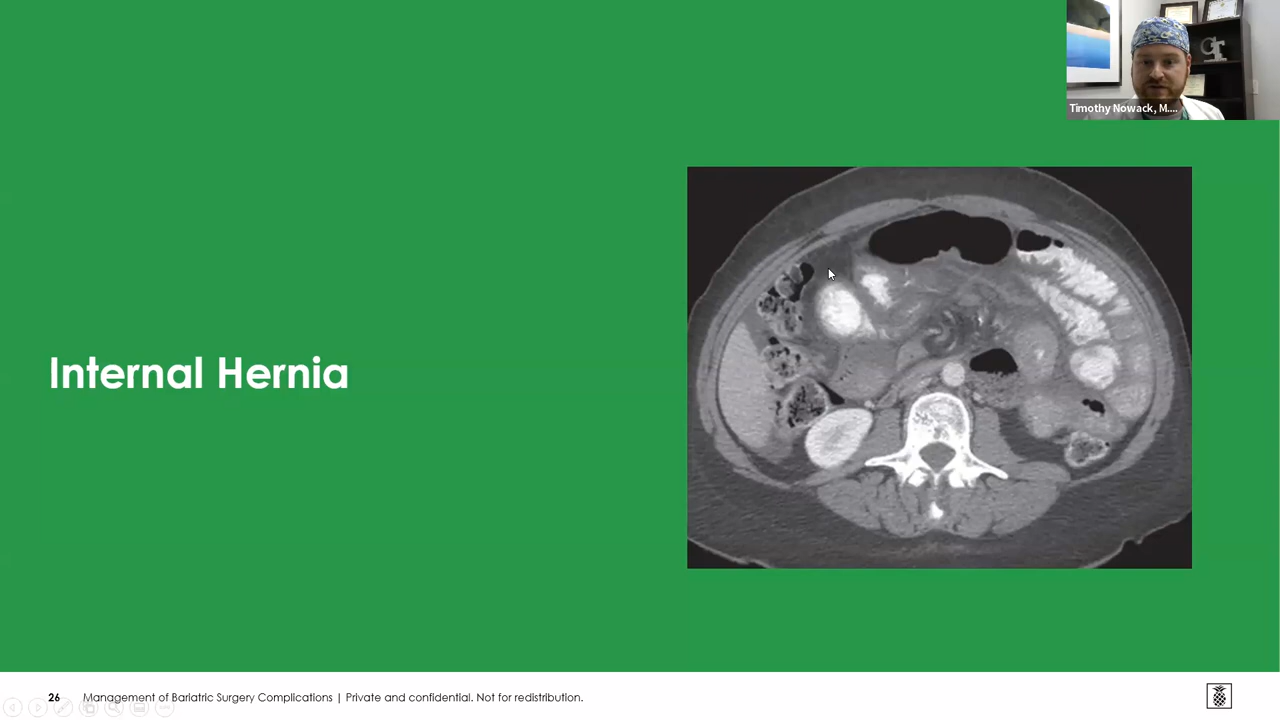 Timothy Nowack, M....
Internal Hernia
26 Management of Bariatric Surgery Complications | Private and confidential. Not for redistribution.